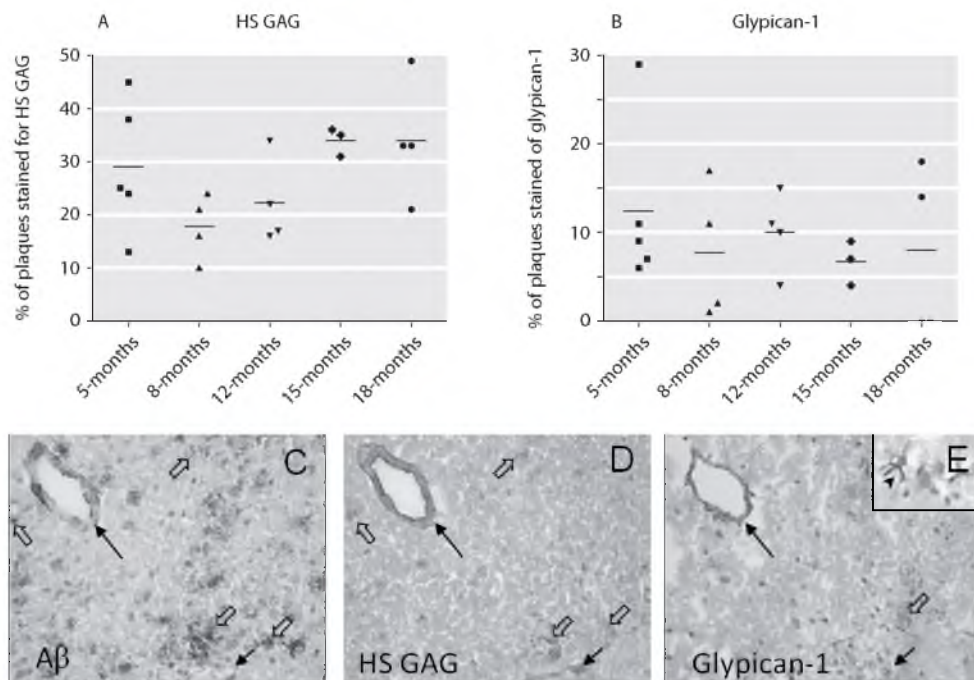 A HS GAG
% of plaques stained for HS GAG
50
40
30
20
10
0
5-months
8-months
12-months
15-months
18-months
B Glypican-1
% of plaques stained of glypican-1
30
20
10
0
5-months
8-months
12-months
15-months
18-months
C
Aβ
D
HS GAG
E
Glypican-1